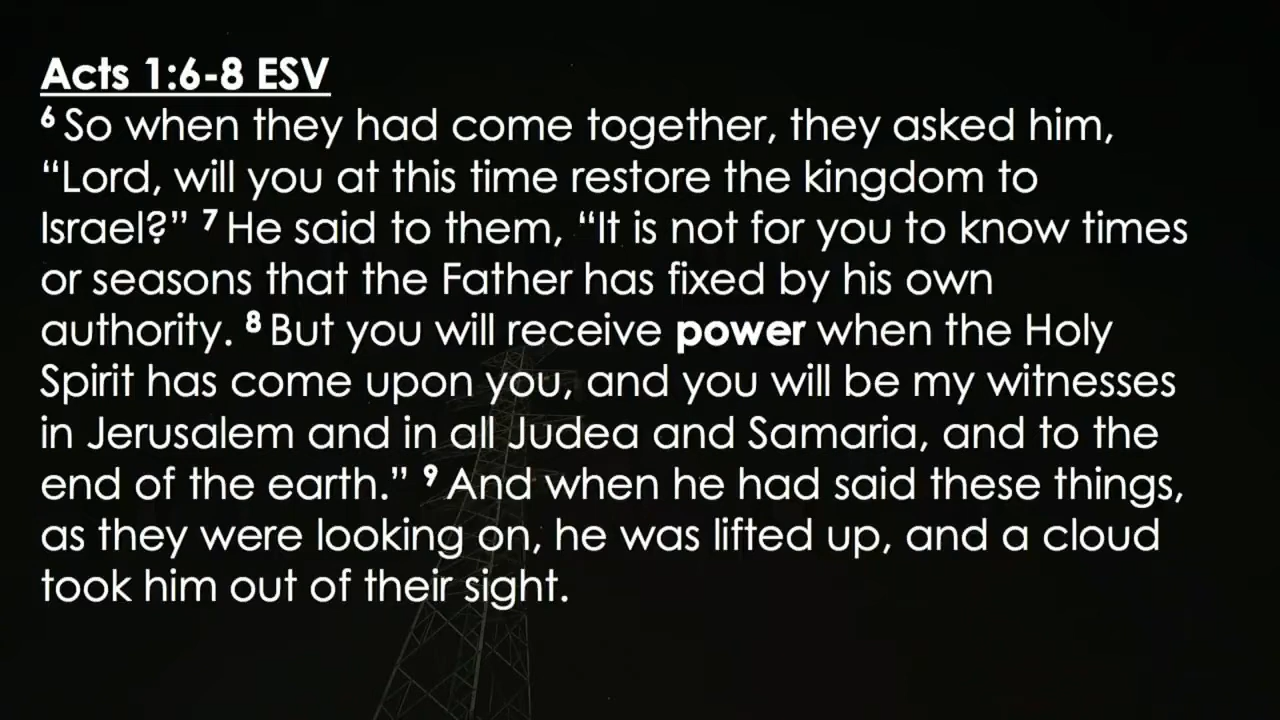 Acts 1:6-8 ESV
6 So when they had come together, they asked him,
“Lord, will you at this time restore the kingdom to
Israel?” 7 He said to them, “It is not for you to know times
or seasons that the Father has fixed by his own
authority. 8 But you will receive power when the Holy
Spirit has come upon you, and you will be my witnesses
in Jerusalem and in all Judea and Samaria, and to the
end of the earth.” 9 And when he had said these things,
as they were looking on, he was lifted up, and a cloud
took him out of their sight.